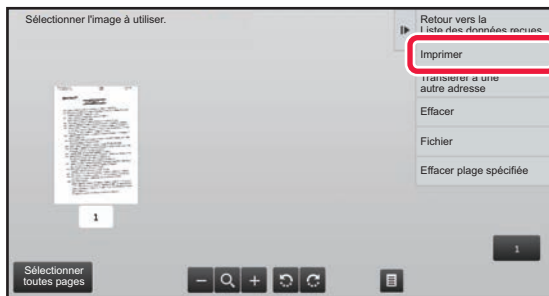 Sélectionner l'image à utiliser.
Retour vers la
Liste des données reçues
Imprimer
Transférer à une
autre adresse
Effacer
Fichier
Effacer plage spécifiée
1
1
Sélectionner
toutes pages